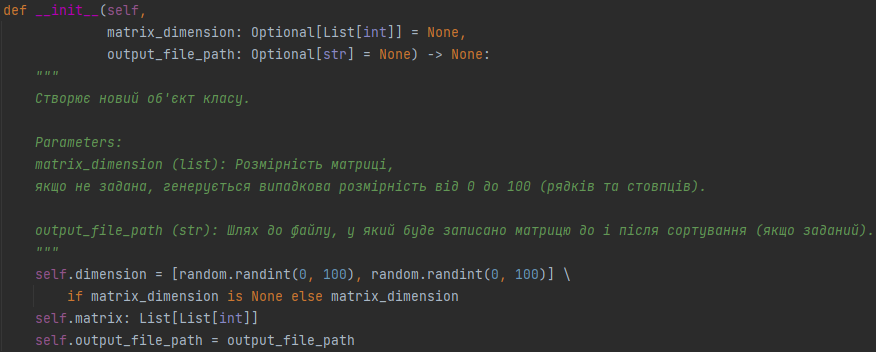 def __init__(self,
             matrix_dimension: Optional[List[int]] = None,
             output_file_path: Optional[str] = None) -> None:
    """
    Створює новий об'єкт класу.

    Parameters:
    matrix_dimension (list): Розмірність матриці,
    якщо не задана, генерується випадкова розмірність від 0 до 100 (рядків та стовпців).

    output_file_path (str): Шлях до файлу, у який буде записано матрицю до і після сортування (якщо заданий).
    """
    self.dimension = [random.randint(0, 100), random.randint(0, 100)] \
        if matrix_dimension is None else matrix_dimension
    self.matrix: List[List[int]]
    self.output_file_path = output_file_path